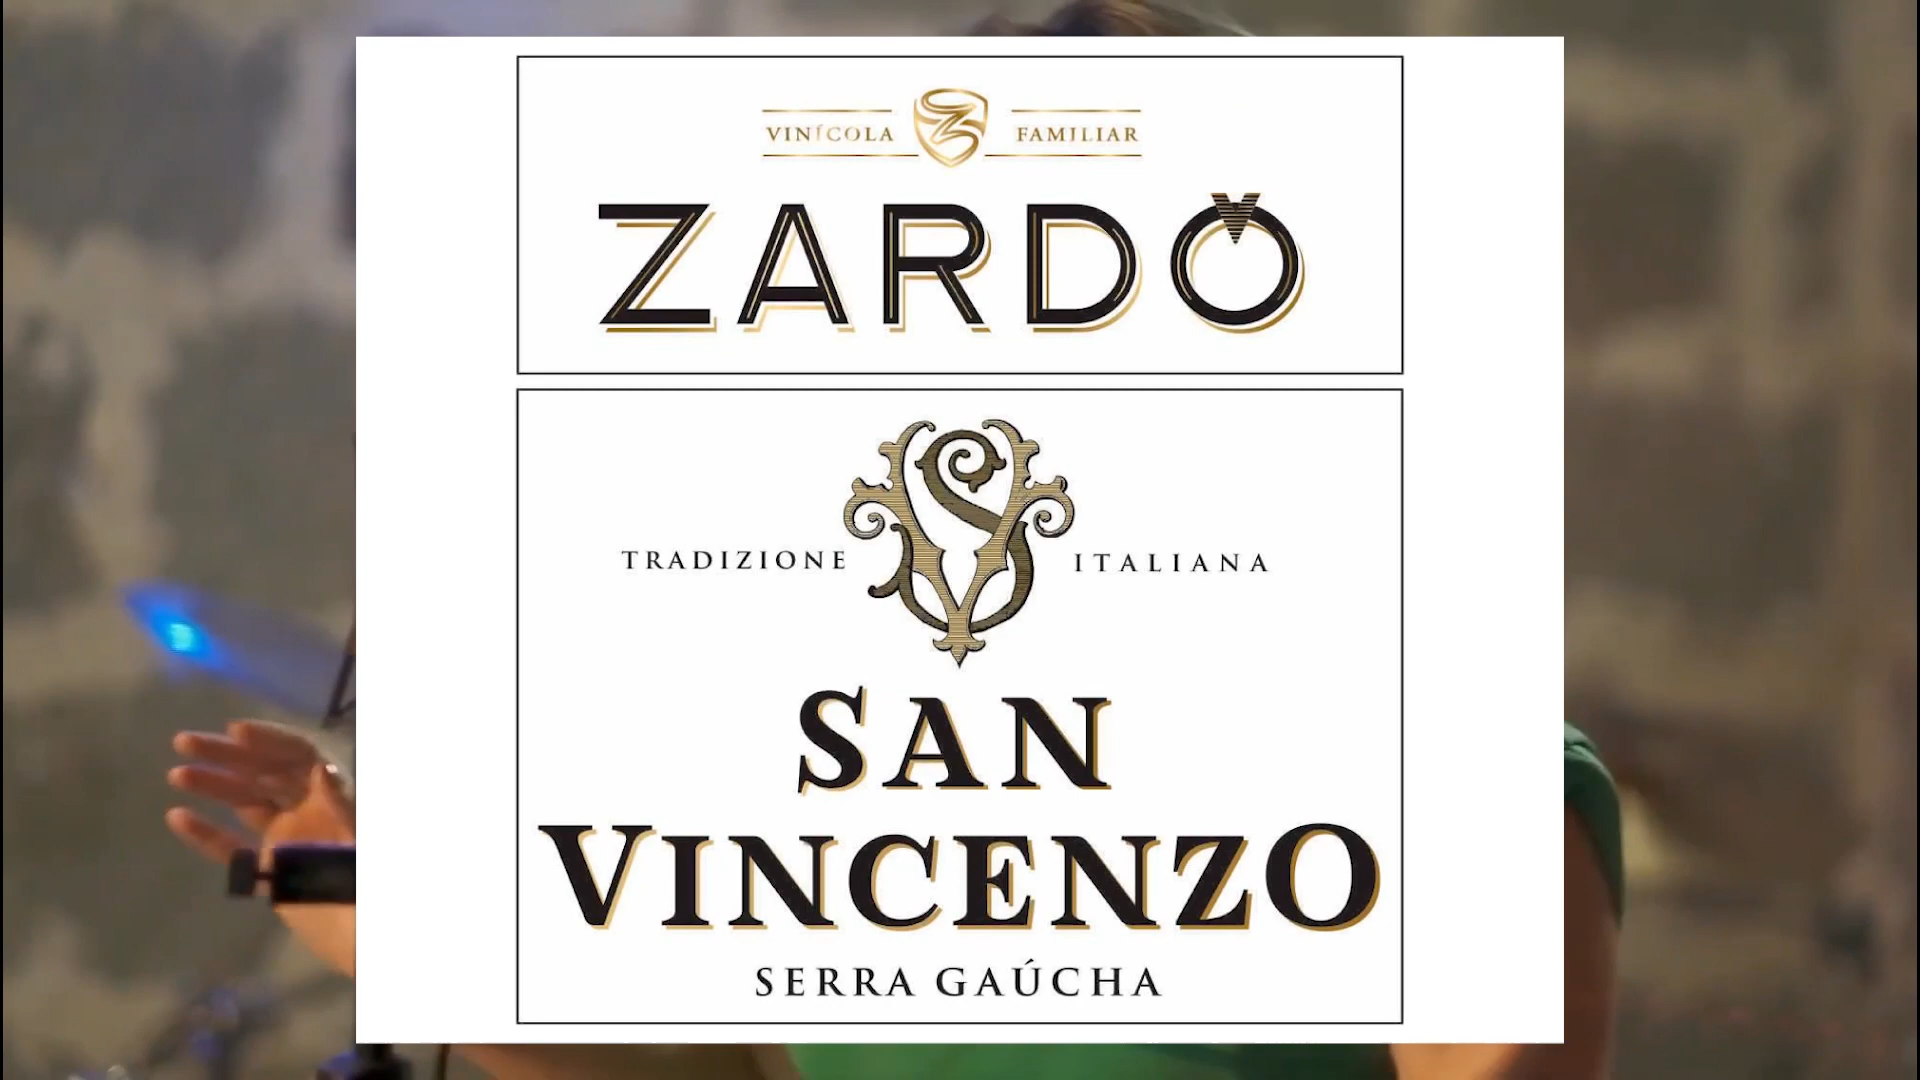 VINÍCOLA FAMILIAR
ZARDO
TRADIZIONE ITALIANA
SAN
VINCENZO
SERRA GAÚCHA